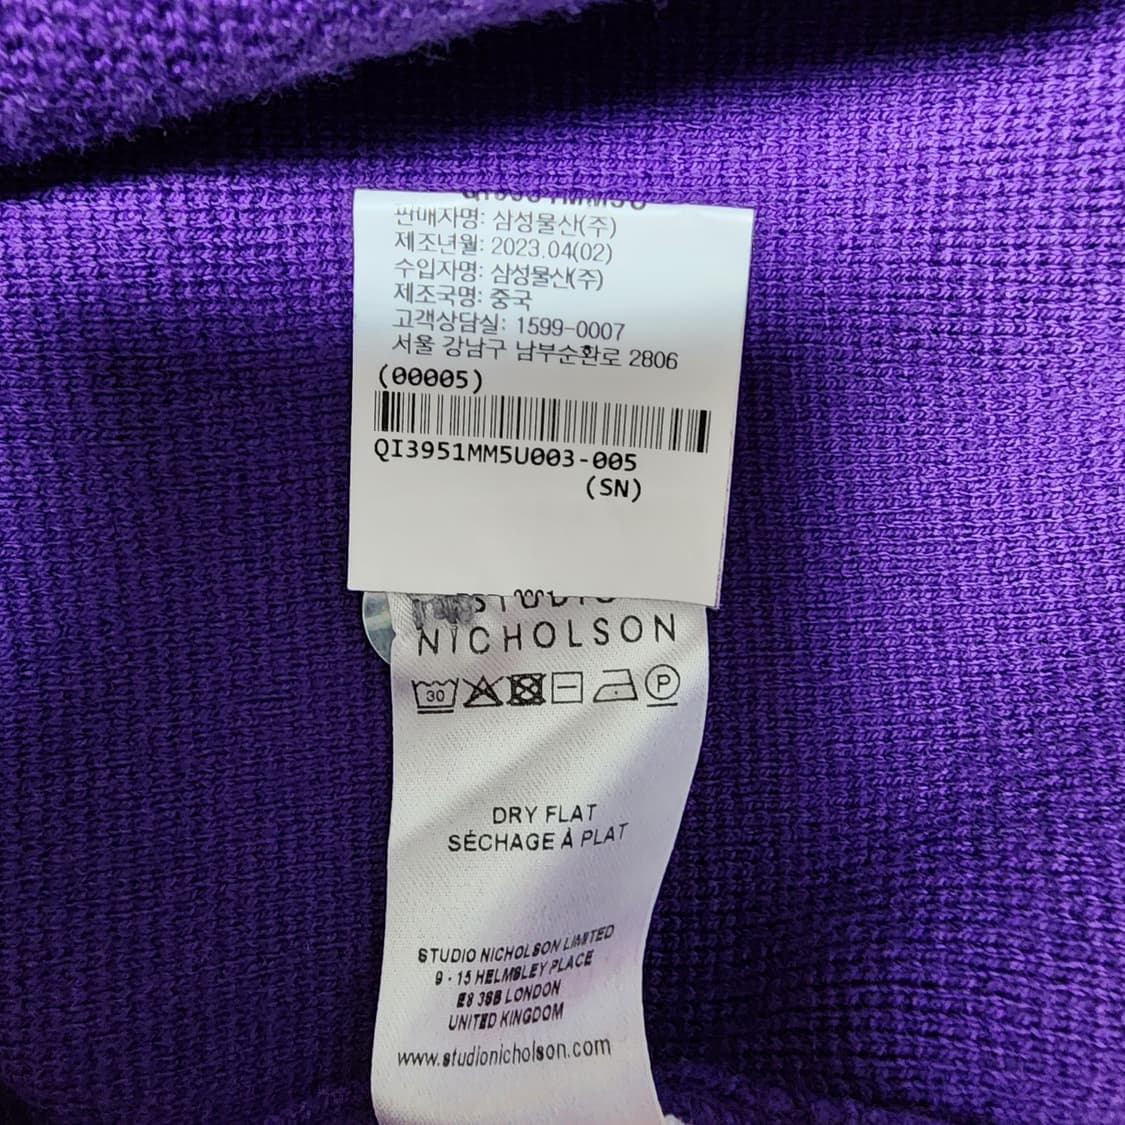 판매자명: 삼성물산(주)
제조년월: 2023.04(02)
수입자명: 삼성물산(주)
제조국명: 중국
고객상담실: 1599-0007
서울 강남구 남부순환로 2806
(00005)
QI3951MM5U003-005
(SN)
STUDIO
NICHOLSON
30 P
DRY FLAT
SÉCHAGE À PLAT
STUDIO NICHOLSON LIMITED
9 - 15 HELMSLEY PLACE
E8 3SB LONDON
UNITED KINGDOM
www.studionicholson.com